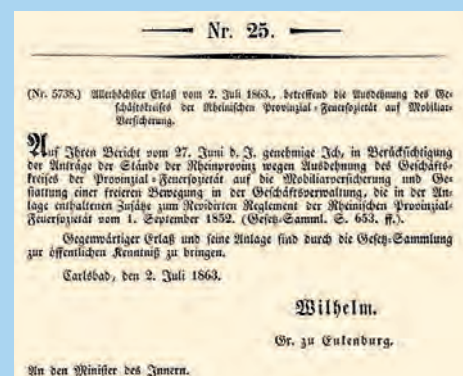 Nr. 25.
(Nr. 5738.) Allerhöchster Erlaß vom 2. Juli 1863., betreffend die Ausdehnung des Ge-
schäftskreises der Rheinischen Provinzial-Feuersozietät auf Mobiliar-
Versicherung.
Auf Ihren Bericht vom 27. Juni d. J. genehmige Ich, in Berücksichtigung
der Anträge der Stände der Rheinprovinz wegen Ausdehnung des Geschäfts-
kreises der Provinzial-Feuersozietät auf die Mobiliarversicherung und Ge-
stattung einer freieren Bewegung in der Geschäftsverwaltung, die in der An-
lage enthaltenen Zusätze zum Revidirten Reglement der Rheinischen Provinzial-
Feuersozietät vom 1. September 1852. (Gesetz-Samml. S. 653. ff.).
Gegenwärtiger Erlaß und seine Anlage sind durch die Gesetz-Sammlung
zur öffentlichen Kenntniß zu bringen.
Carlsbad, den 2. Juli 1863.
Wilhelm.
Gr. zu Eulenburg.
An den Minister des Innern.